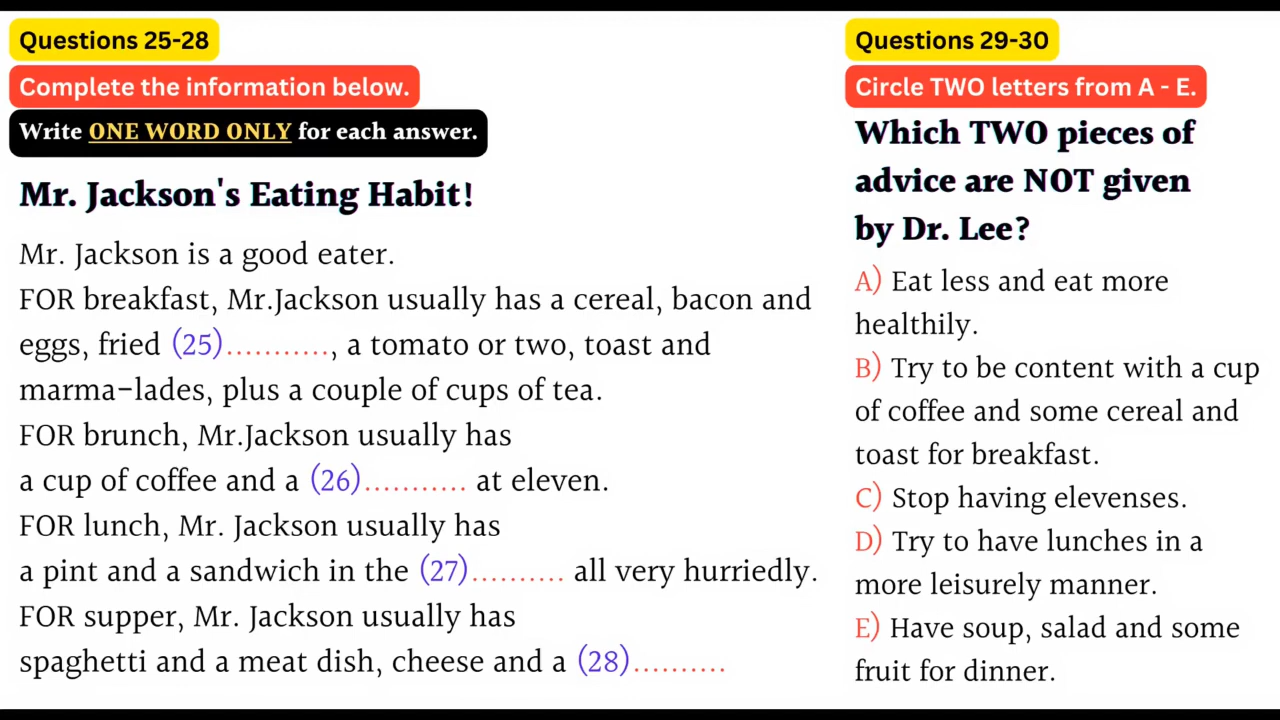 Questions 25-28
Complete the information below.
Write ONE WORD ONLY for each answer.
Mr. Jackson's Eating Habit!
Mr. Jackson is a good eater.
FOR breakfast, Mr.Jackson usually has a cereal, bacon and
eggs, fried (25)..........., a tomato or two, toast and
marma-lades, plus a couple of cups of tea.
FOR brunch, Mr.Jackson usually has
a cup of coffee and a (26)........... at eleven.
FOR lunch, Mr. Jackson usually has
a pint and a sandwich in the (27).......... all very hurriedly.
FOR supper, Mr. Jackson usually has
spaghetti and a meat dish, cheese and a (28)..........
Questions 29-30
Circle TWO letters from A - E.
Which TWO pieces of
advice are NOT given
by Dr. Lee?
A) Eat less and eat more
healthily.
B) Try to be content with a cup
of coffee and some cereal and
toast for breakfast.
C) Stop having elevenses.
D) Try to have lunches in a
more leisurely manner.
E) Have soup, salad and some
fruit for dinner.